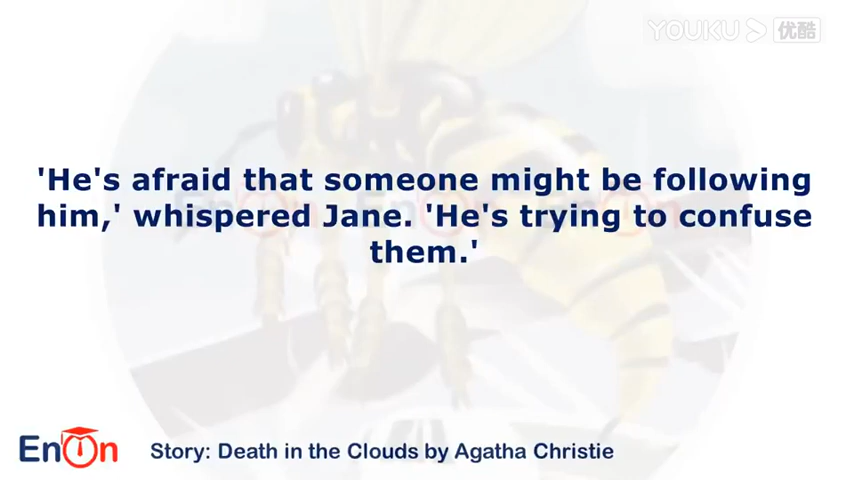 YOUKU 优酷
'He's afraid that someone might be following
him,' whispered Jane. 'He's trying to confuse
them.'
EnOn
Story: Death in the Clouds by Agatha Christie